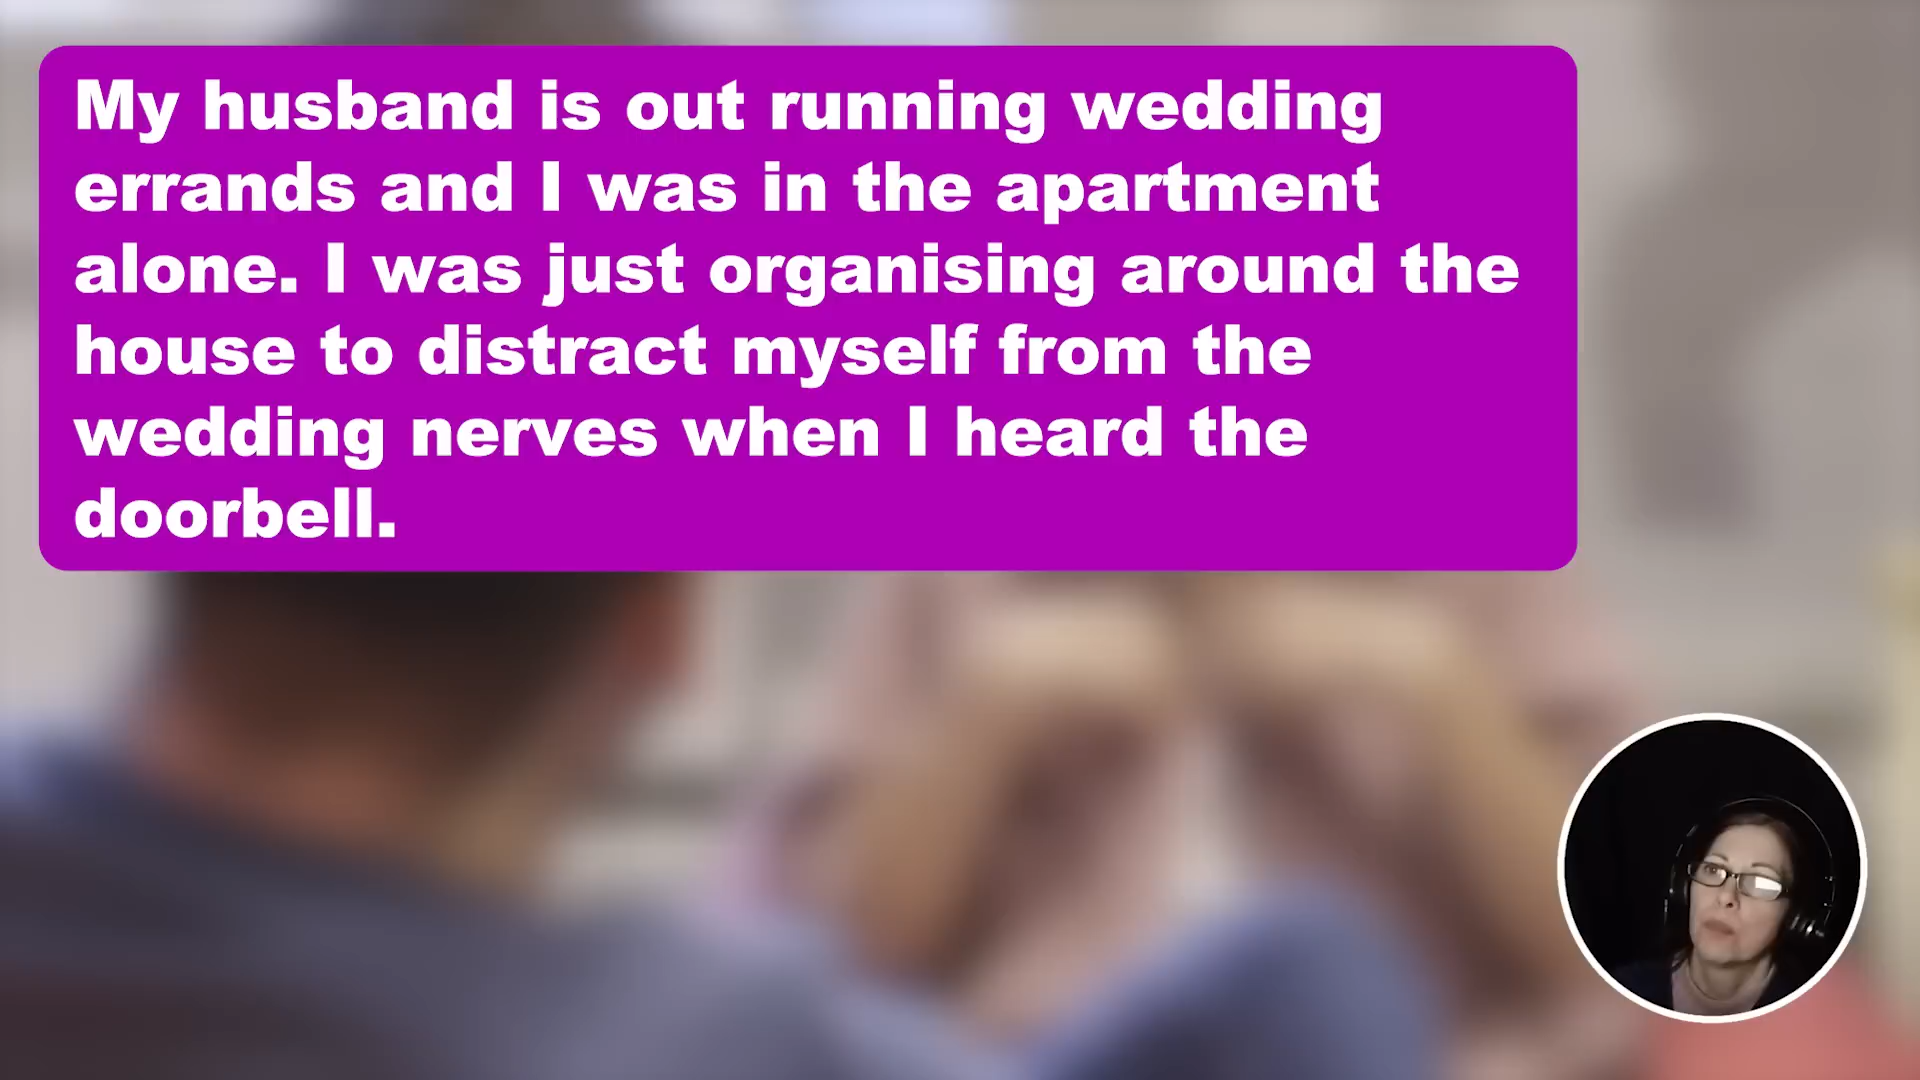 My husband is out running wedding
errands and I was in the apartment
alone. I was just organising around the
house to distract myself from the
wedding nerves when I heard the
doorbell.